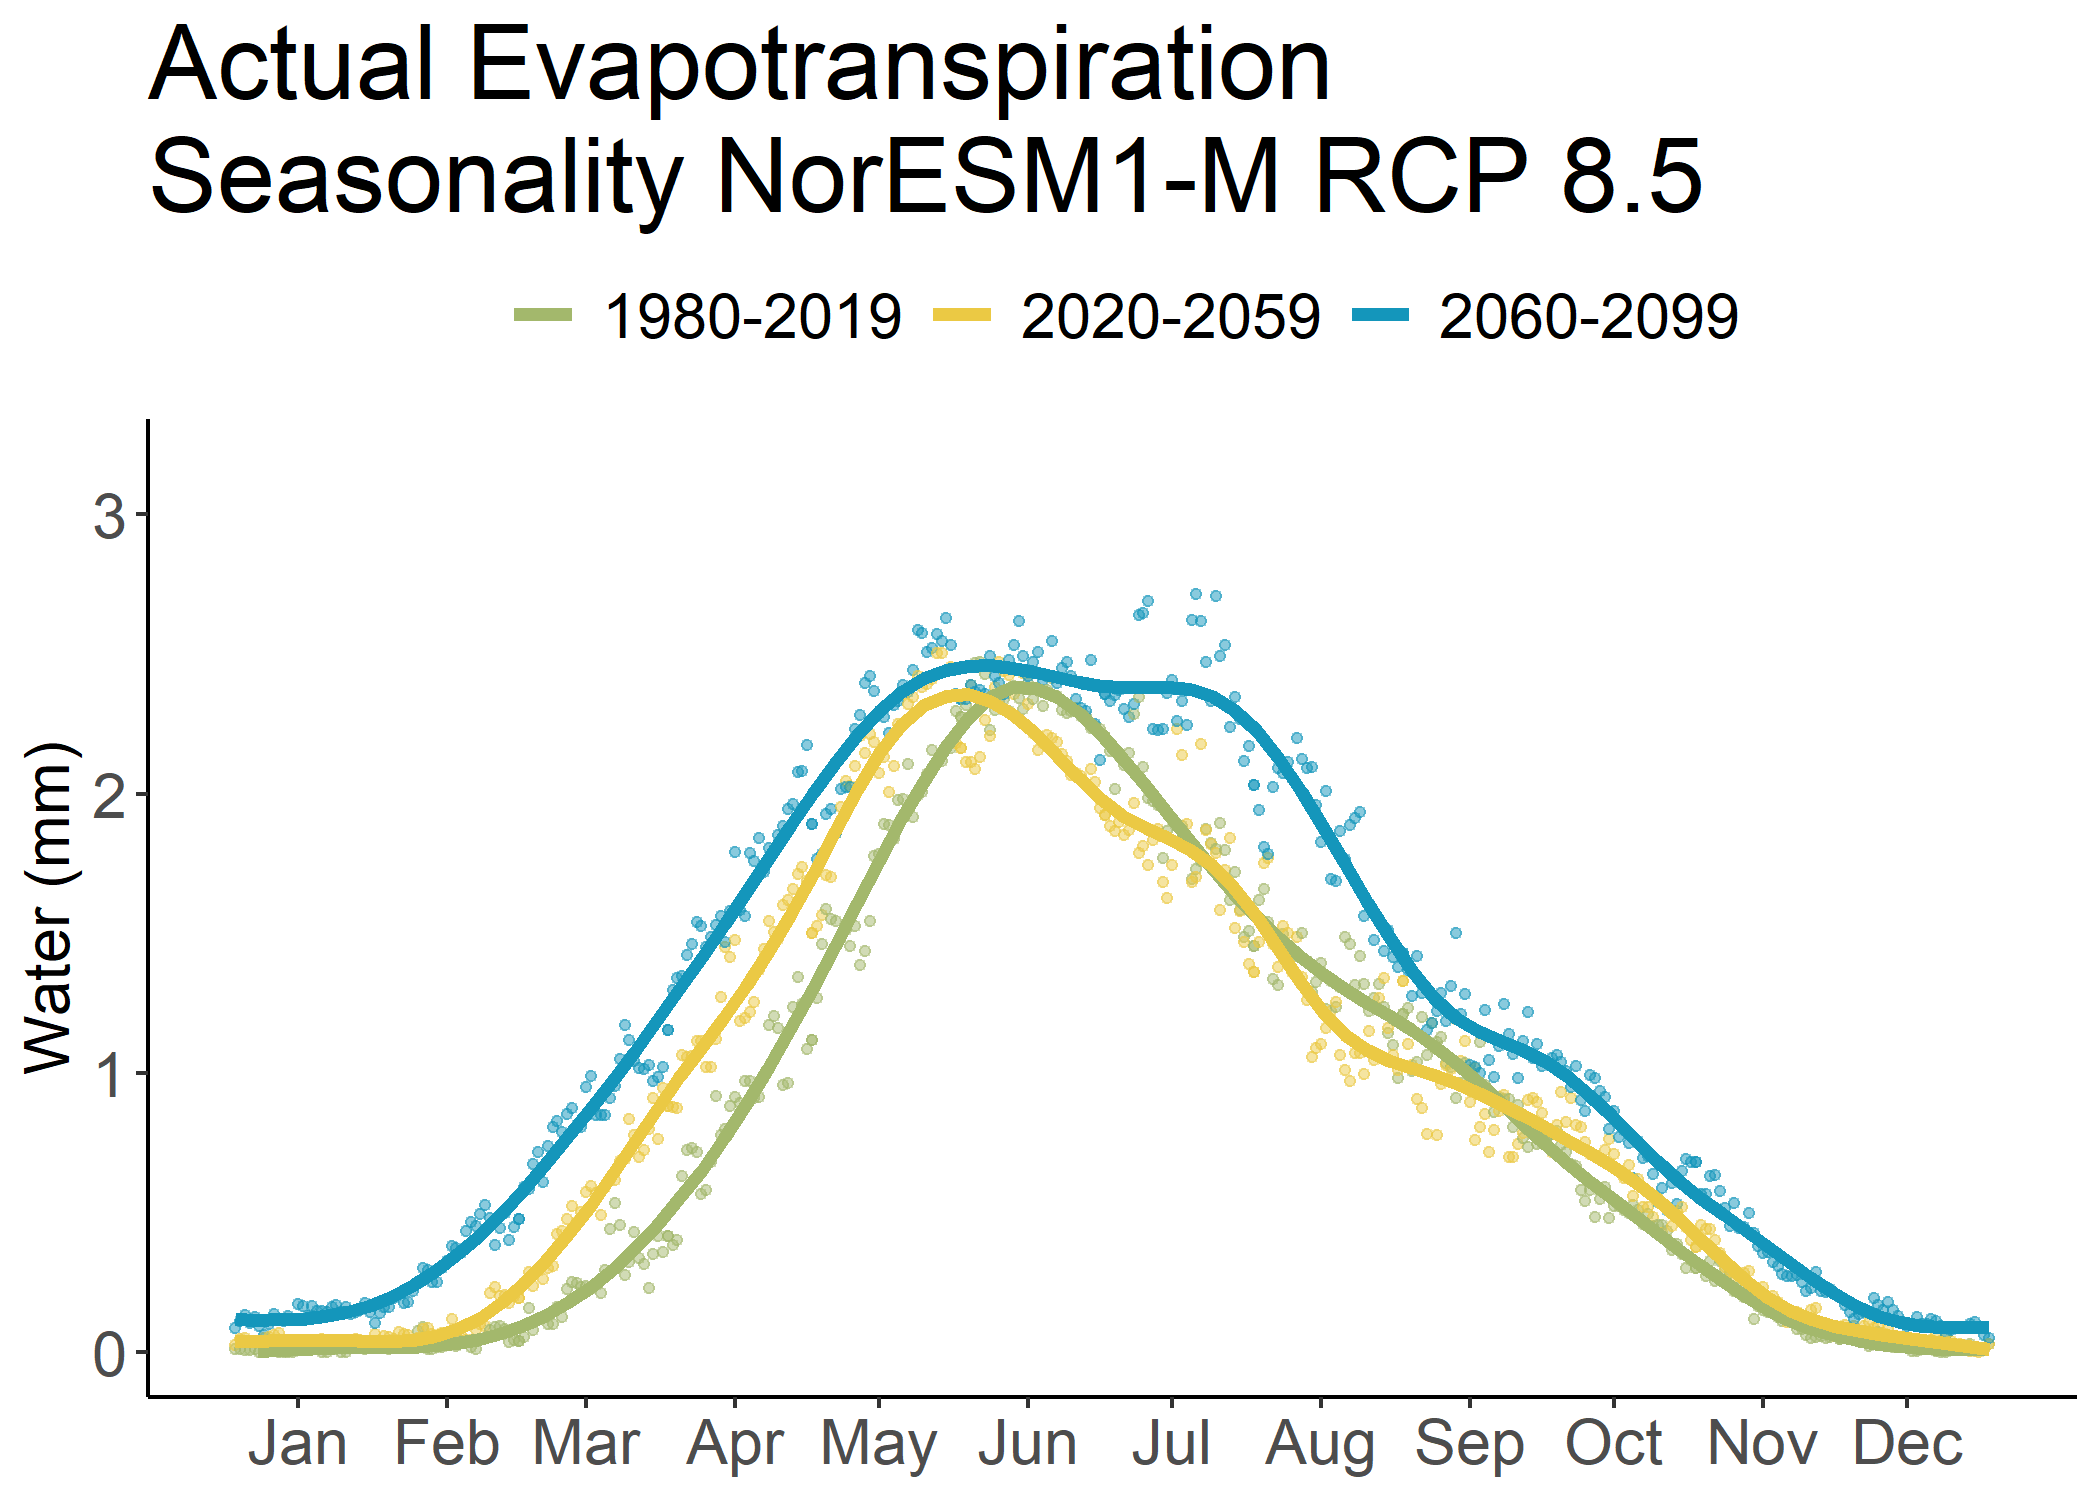 Actual Evapotranspiration
Seasonality NorESM1-M RCP 8.5
1980-2019 2020-2059 2060-2099
Water (mm)
3
2
1
0
Jan Feb Mar Apr May Jun Jul Aug Sep Oct Nov Dec